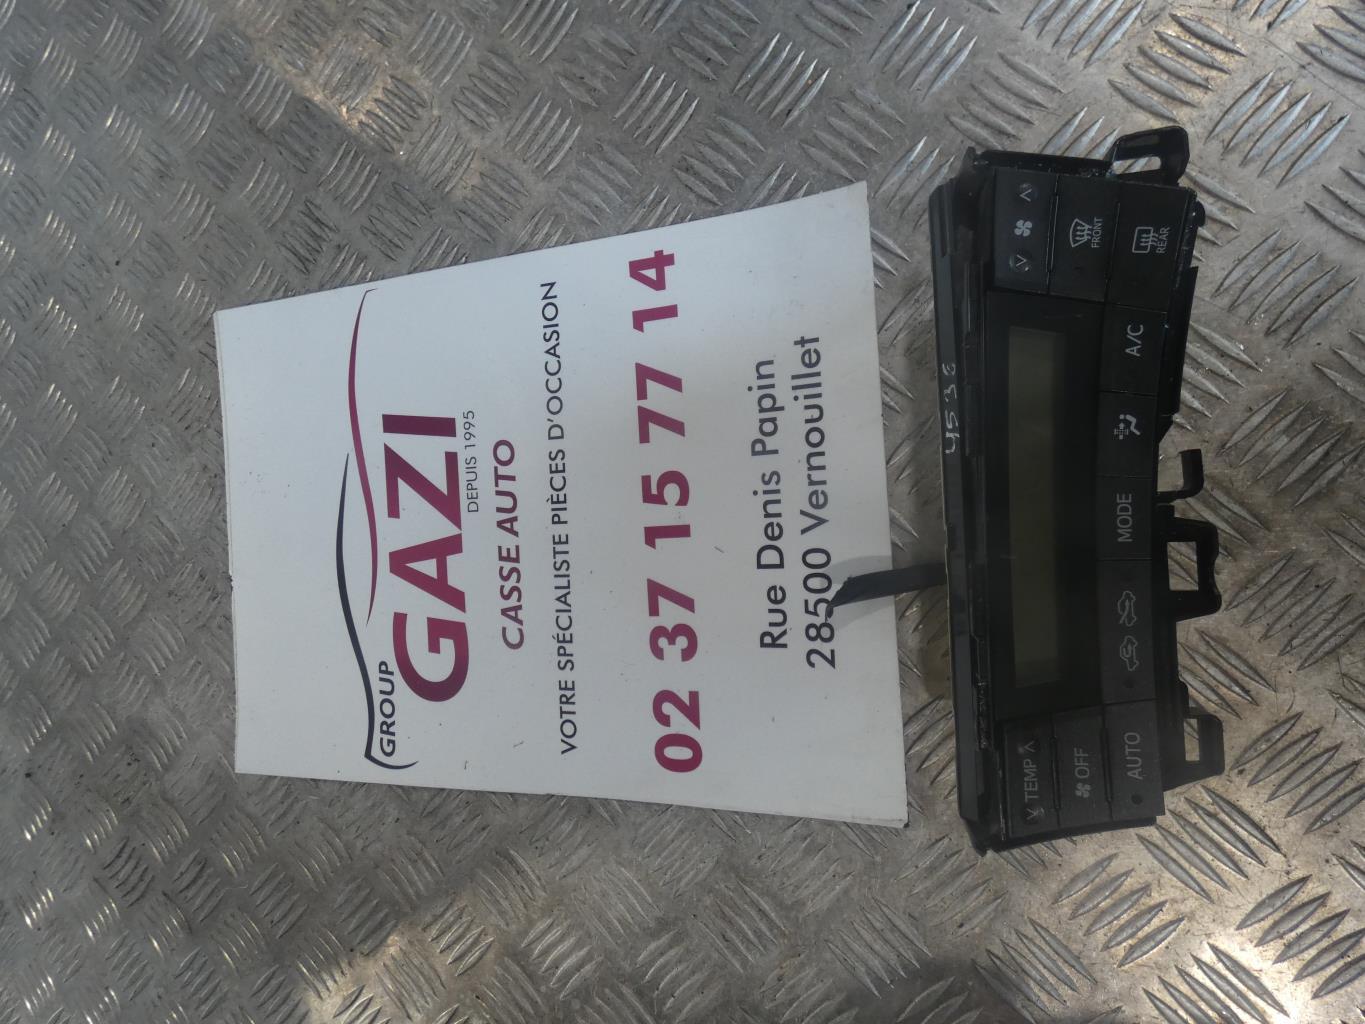 GROUP
GAZI
DEPUIS 1995
CASSE AUTO
VOTRE SPÉCIALISTE PIÈCES D'OCCASION
02 37 15 77 14
Rue Denis Papin
28500 Vernouillet
4538
TEMP
OFF
AUTO
MODE
A/C
FRONT
REAR